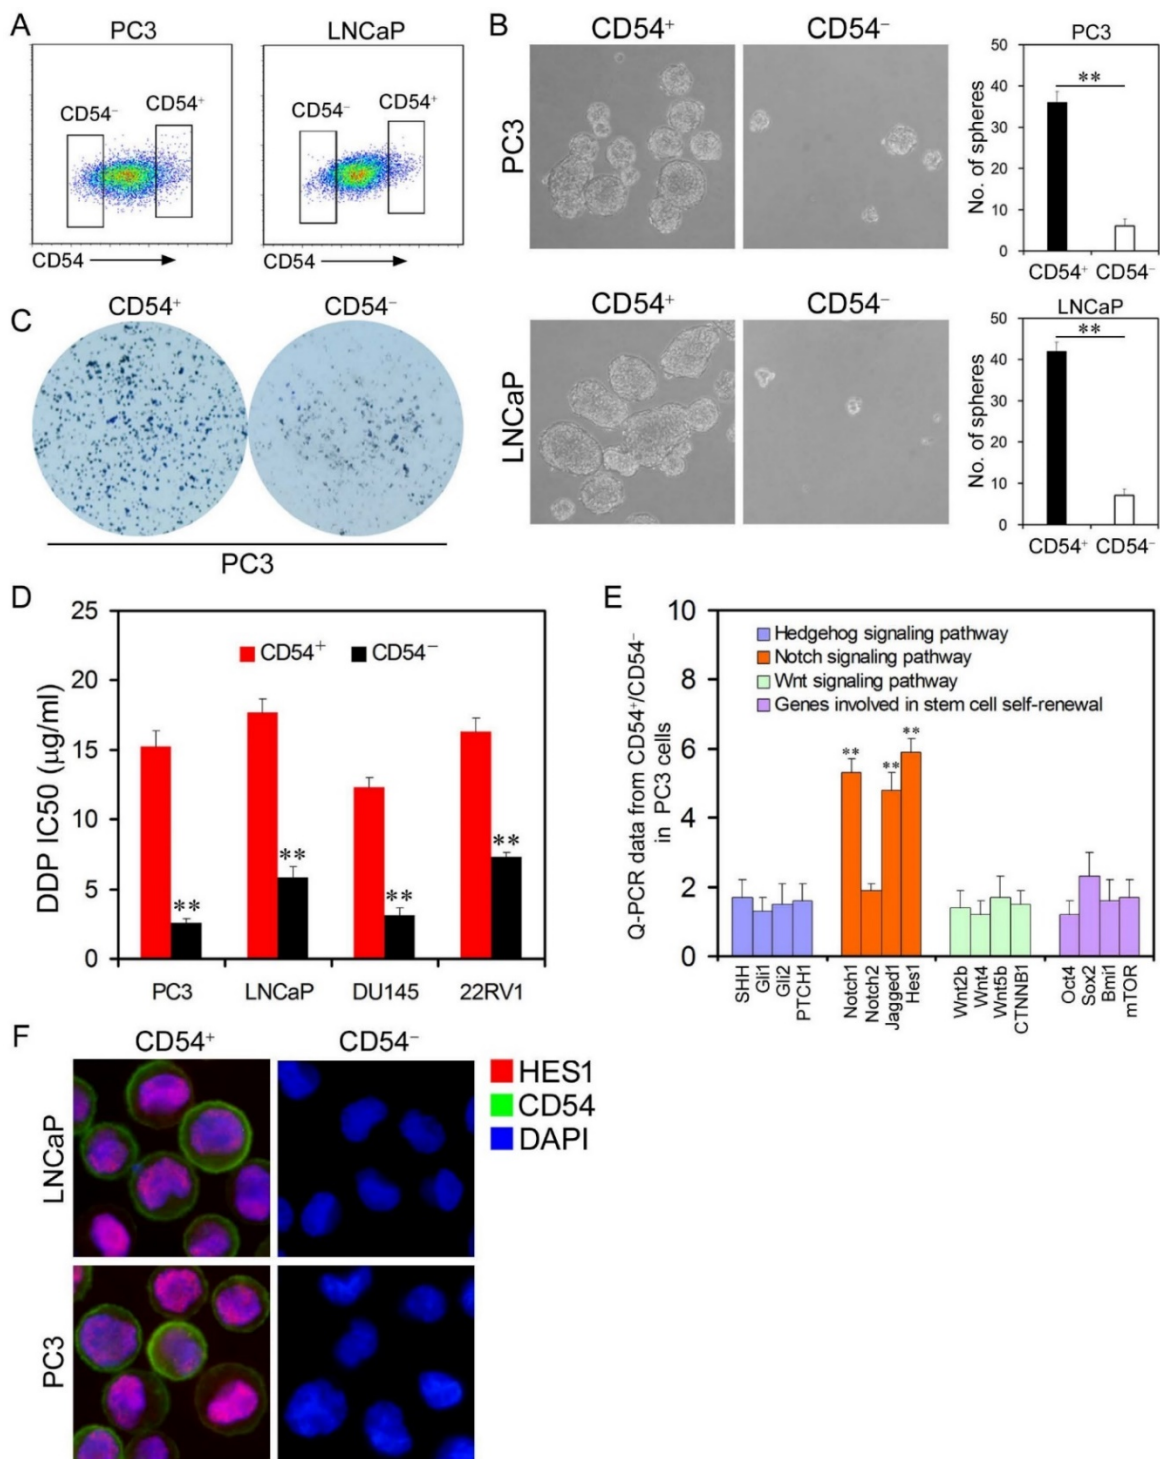 A
PC3
LNCaP
CD54⁻
CD54⁺
CD54⁻
CD54⁺
CD54
CD54
B
CD54⁺
CD54⁻
PC3
PC3
No. of spheres
50
40
30
20
10
0
**
CD54⁺
CD54⁻
CD54⁺
CD54⁻
LNCaP
LNCaP
No. of spheres
50
40
30
20
10
0
**
CD54⁺
CD54⁻
C
CD54⁺
CD54⁻
PC3
D
DDP IC50 (µg/ml)
25
20
15
10
5
0
CD54⁺
CD54⁻
**
**
**
**
PC3
LNCaP
DU145
22RV1
E
Q-PCR data from CD54⁺/CD54⁻
in PC3 cells
10
8
6
4
2
0
Hedgehog signaling pathway
Notch signaling pathway
Wnt signaling pathway
Genes involved in stem cell self-renewal
**
**
**
SHH
Gli1
Gli2
PTCH1
Notch1
Notch2
Jagged1
Hes1
Wnt2b
Wnt4
Wnt5b
CTNNB1
Oct4
Sox2
Bmi1
mTOR
F
CD54⁺
CD54⁻
LNCaP
PC3
HES1
CD54
DAPI